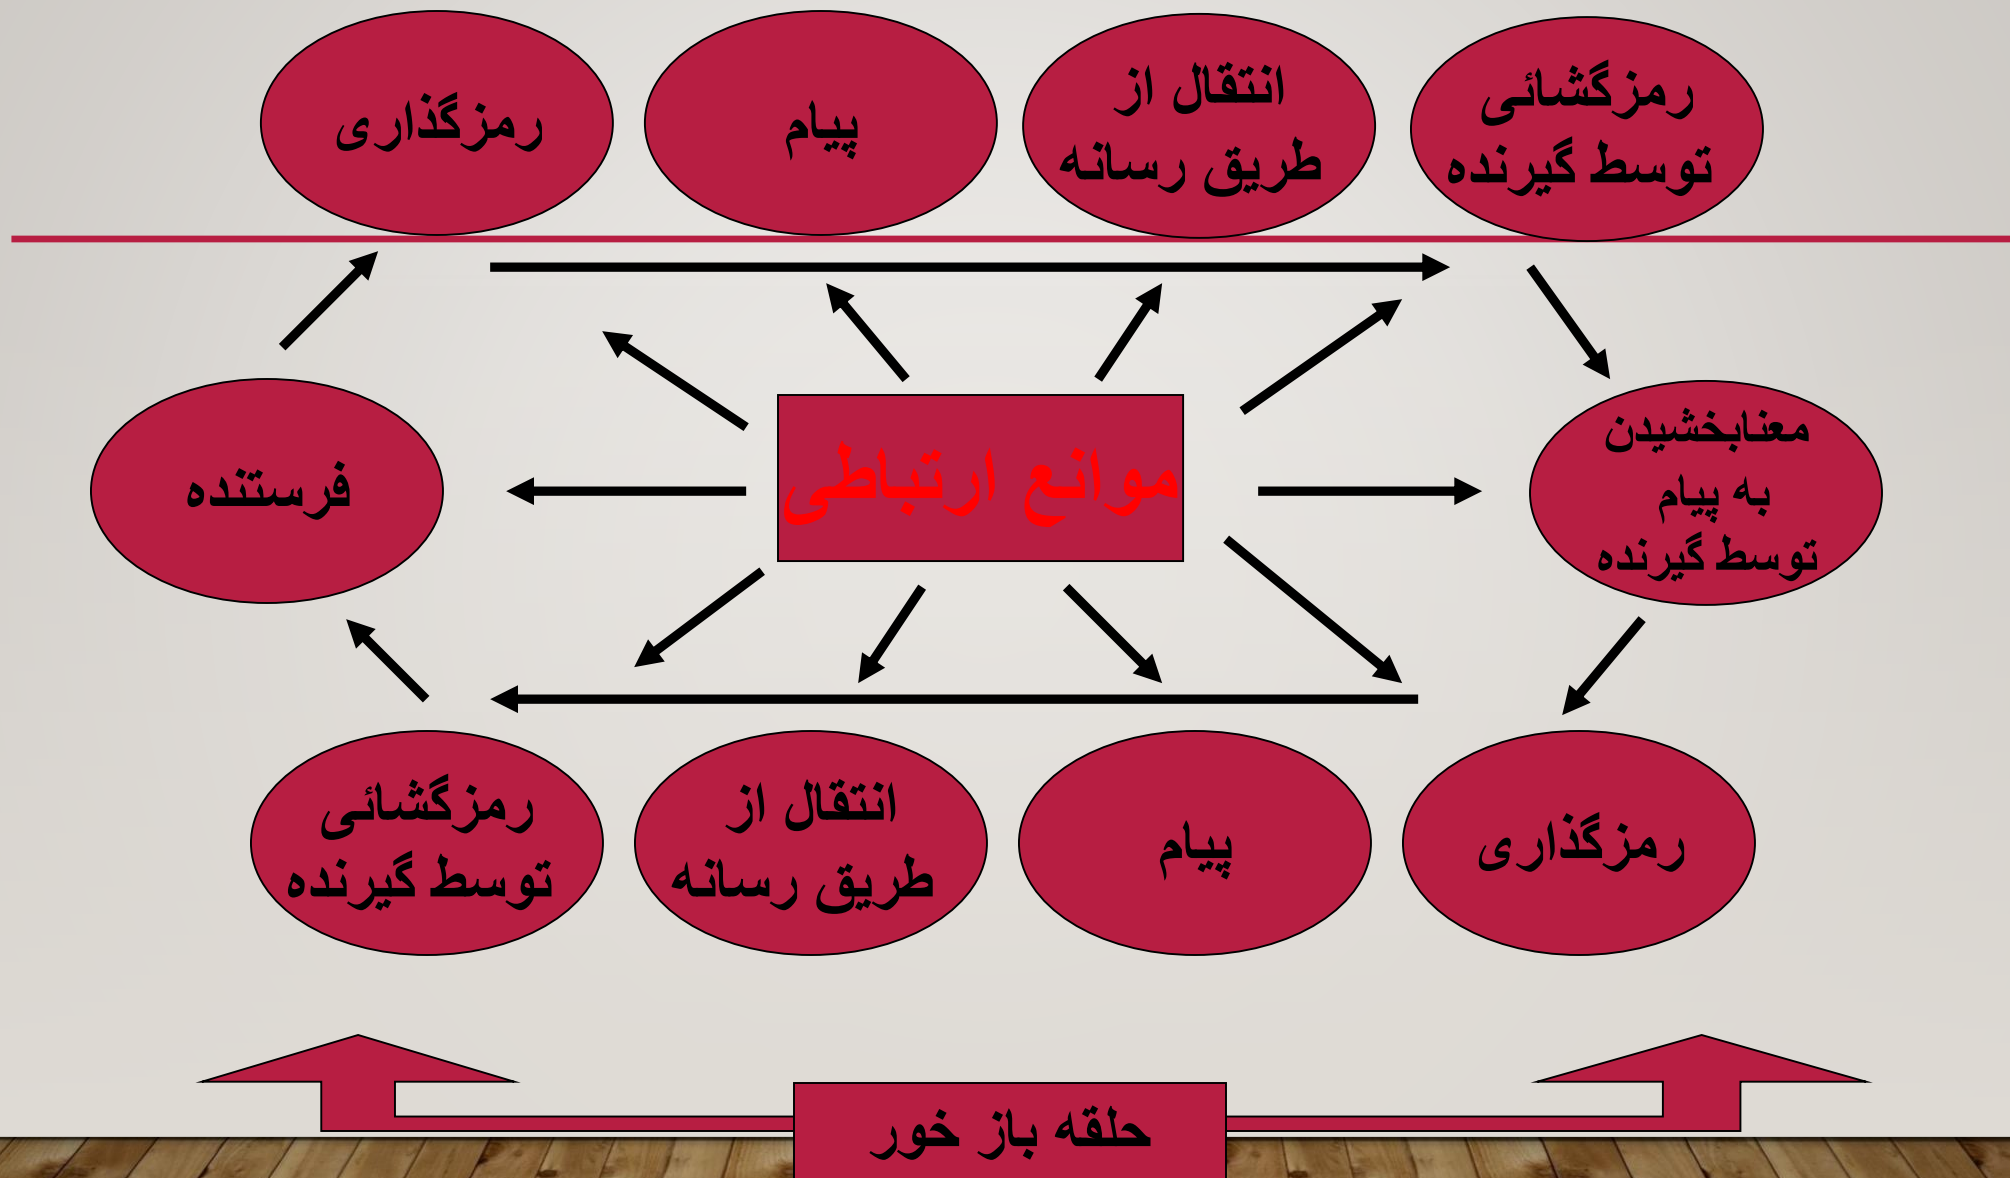 رمزگشائی
توسط گیرنده
انتقال از
طریق رسانه
پیام
رمزگذاری
معنابخشیدن
به پیام
توسط گیرنده
موانع ارتباطی
فرستنده
رمزگذاری
پیام
انتقال از
طریق رسانه
رمزگشائی
توسط گیرنده
حلقه باز خور